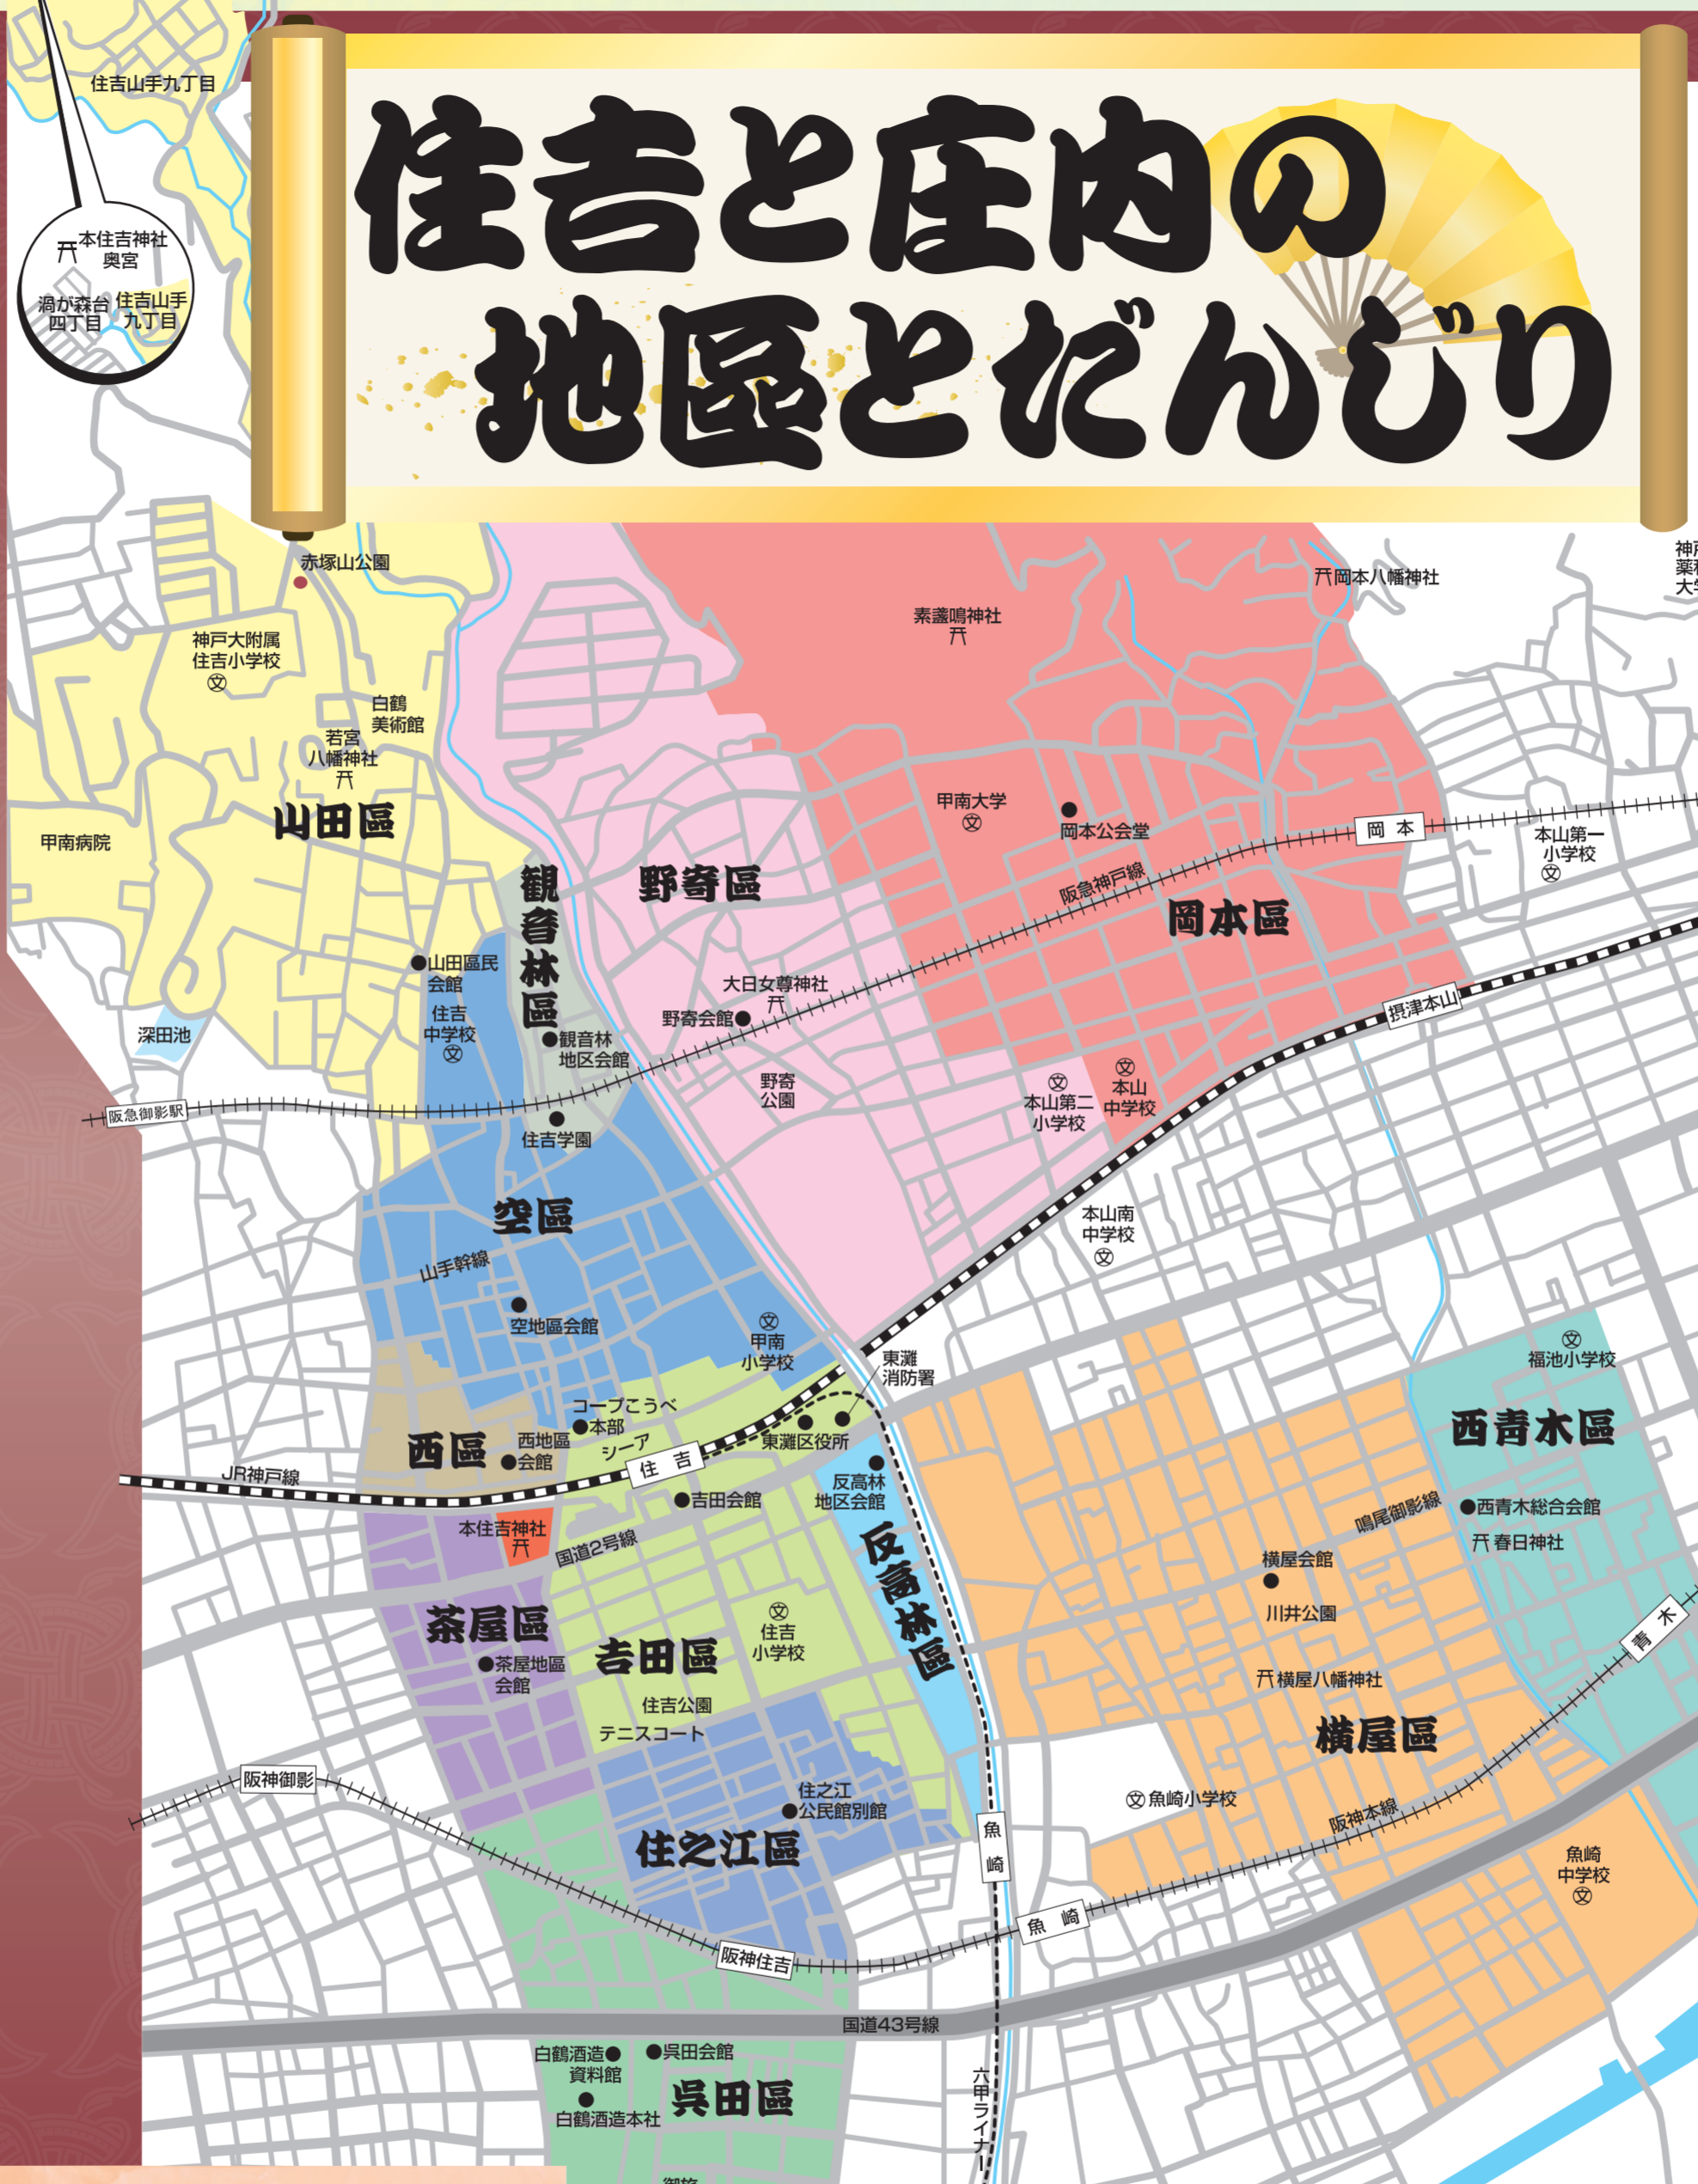 住吉と庄内の
地區とだんじり
住吉山手九丁目
本住吉神社
奥宮
渦が森台
四丁目
住吉山手
九丁目
赤塚山公園
神戸大附属
住吉小学校
白鶴
美術館
若宮
八幡神社
山田區
甲南病院
素盞鳴神社
岡本八幡神社
甲南大学
岡本公会堂
岡本
本山第一
小学校
阪急神戸線
野寄區
岡本區
観音林區
山田區民
会館
住吉
中学校
大日女尊神社
野寄会館
摂津本山
深田池
観音林
地区会館
野寄
公園
本山第二
小学校
本山
中学校
阪急御影駅
住吉学園
空區
本山南
中学校
山手幹線
空地區会館
甲南
小学校
東灘
消防署
福池小学校
コープこうべ
本部
シーア
東灘区役所
西區
西地區
会館
住吉
西青木區
JR神戸線
吉田会館
反高林
地区会館
西青木総合会館
鳴尾御影線
春日神社
本住吉神社
国道2号線
反高林區
横屋会館
川井公園
茶屋區
吉田區
住吉
小学校
青木
茶屋地區
会館
横屋八幡神社
住吉公園
テニスコート
横屋區
阪神御影
住之江
公民館別館
魚崎小学校
阪神本線
魚崎
住之江區
魚崎
中学校
魚崎
阪神住吉
国道43号線
白鶴酒造
資料館
呉田会館
呉田區
白鶴酒造本社
六甲ライナー